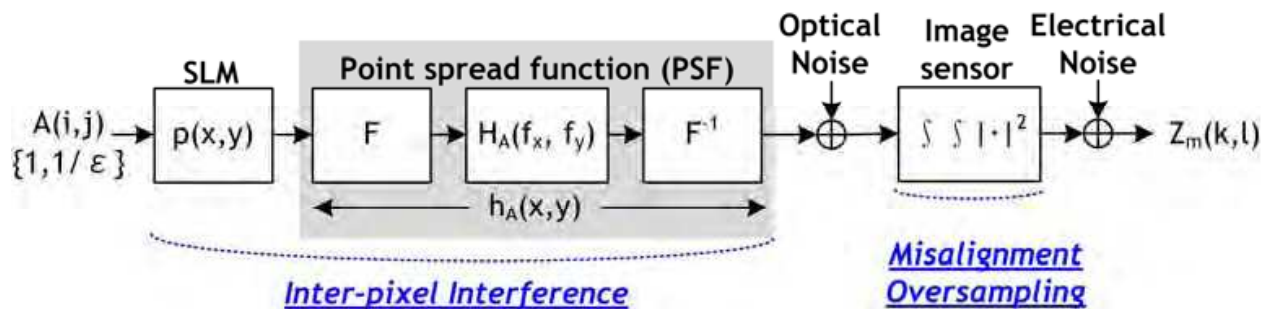 Optical Noise
Image sensor
Electrical Noise
SLM
Point spread function (PSF)
A(i,j)
{1,1/ ε }
p(x,y)
F
H_A(f_x, f_y)
F⁻¹
∫ ∫ |·|²
Z_m(k,l)
h_A(x,y)
Inter-pixel Interference
Misalignment
Oversampling